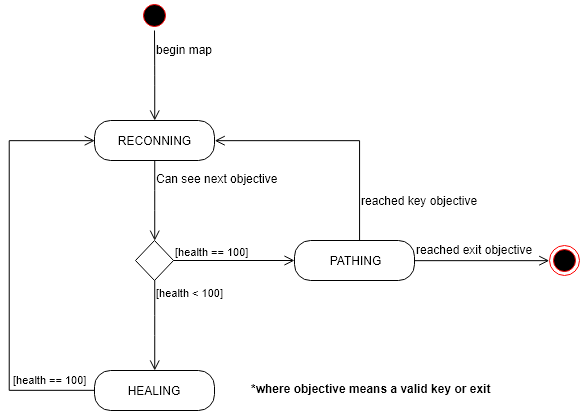 begin map
RECONNING
Can see next objective
reached key objective
[health == 100]
PATHING
reached exit objective
[health < 100]
[health == 100]
HEALING
*where objective means a valid key or exit